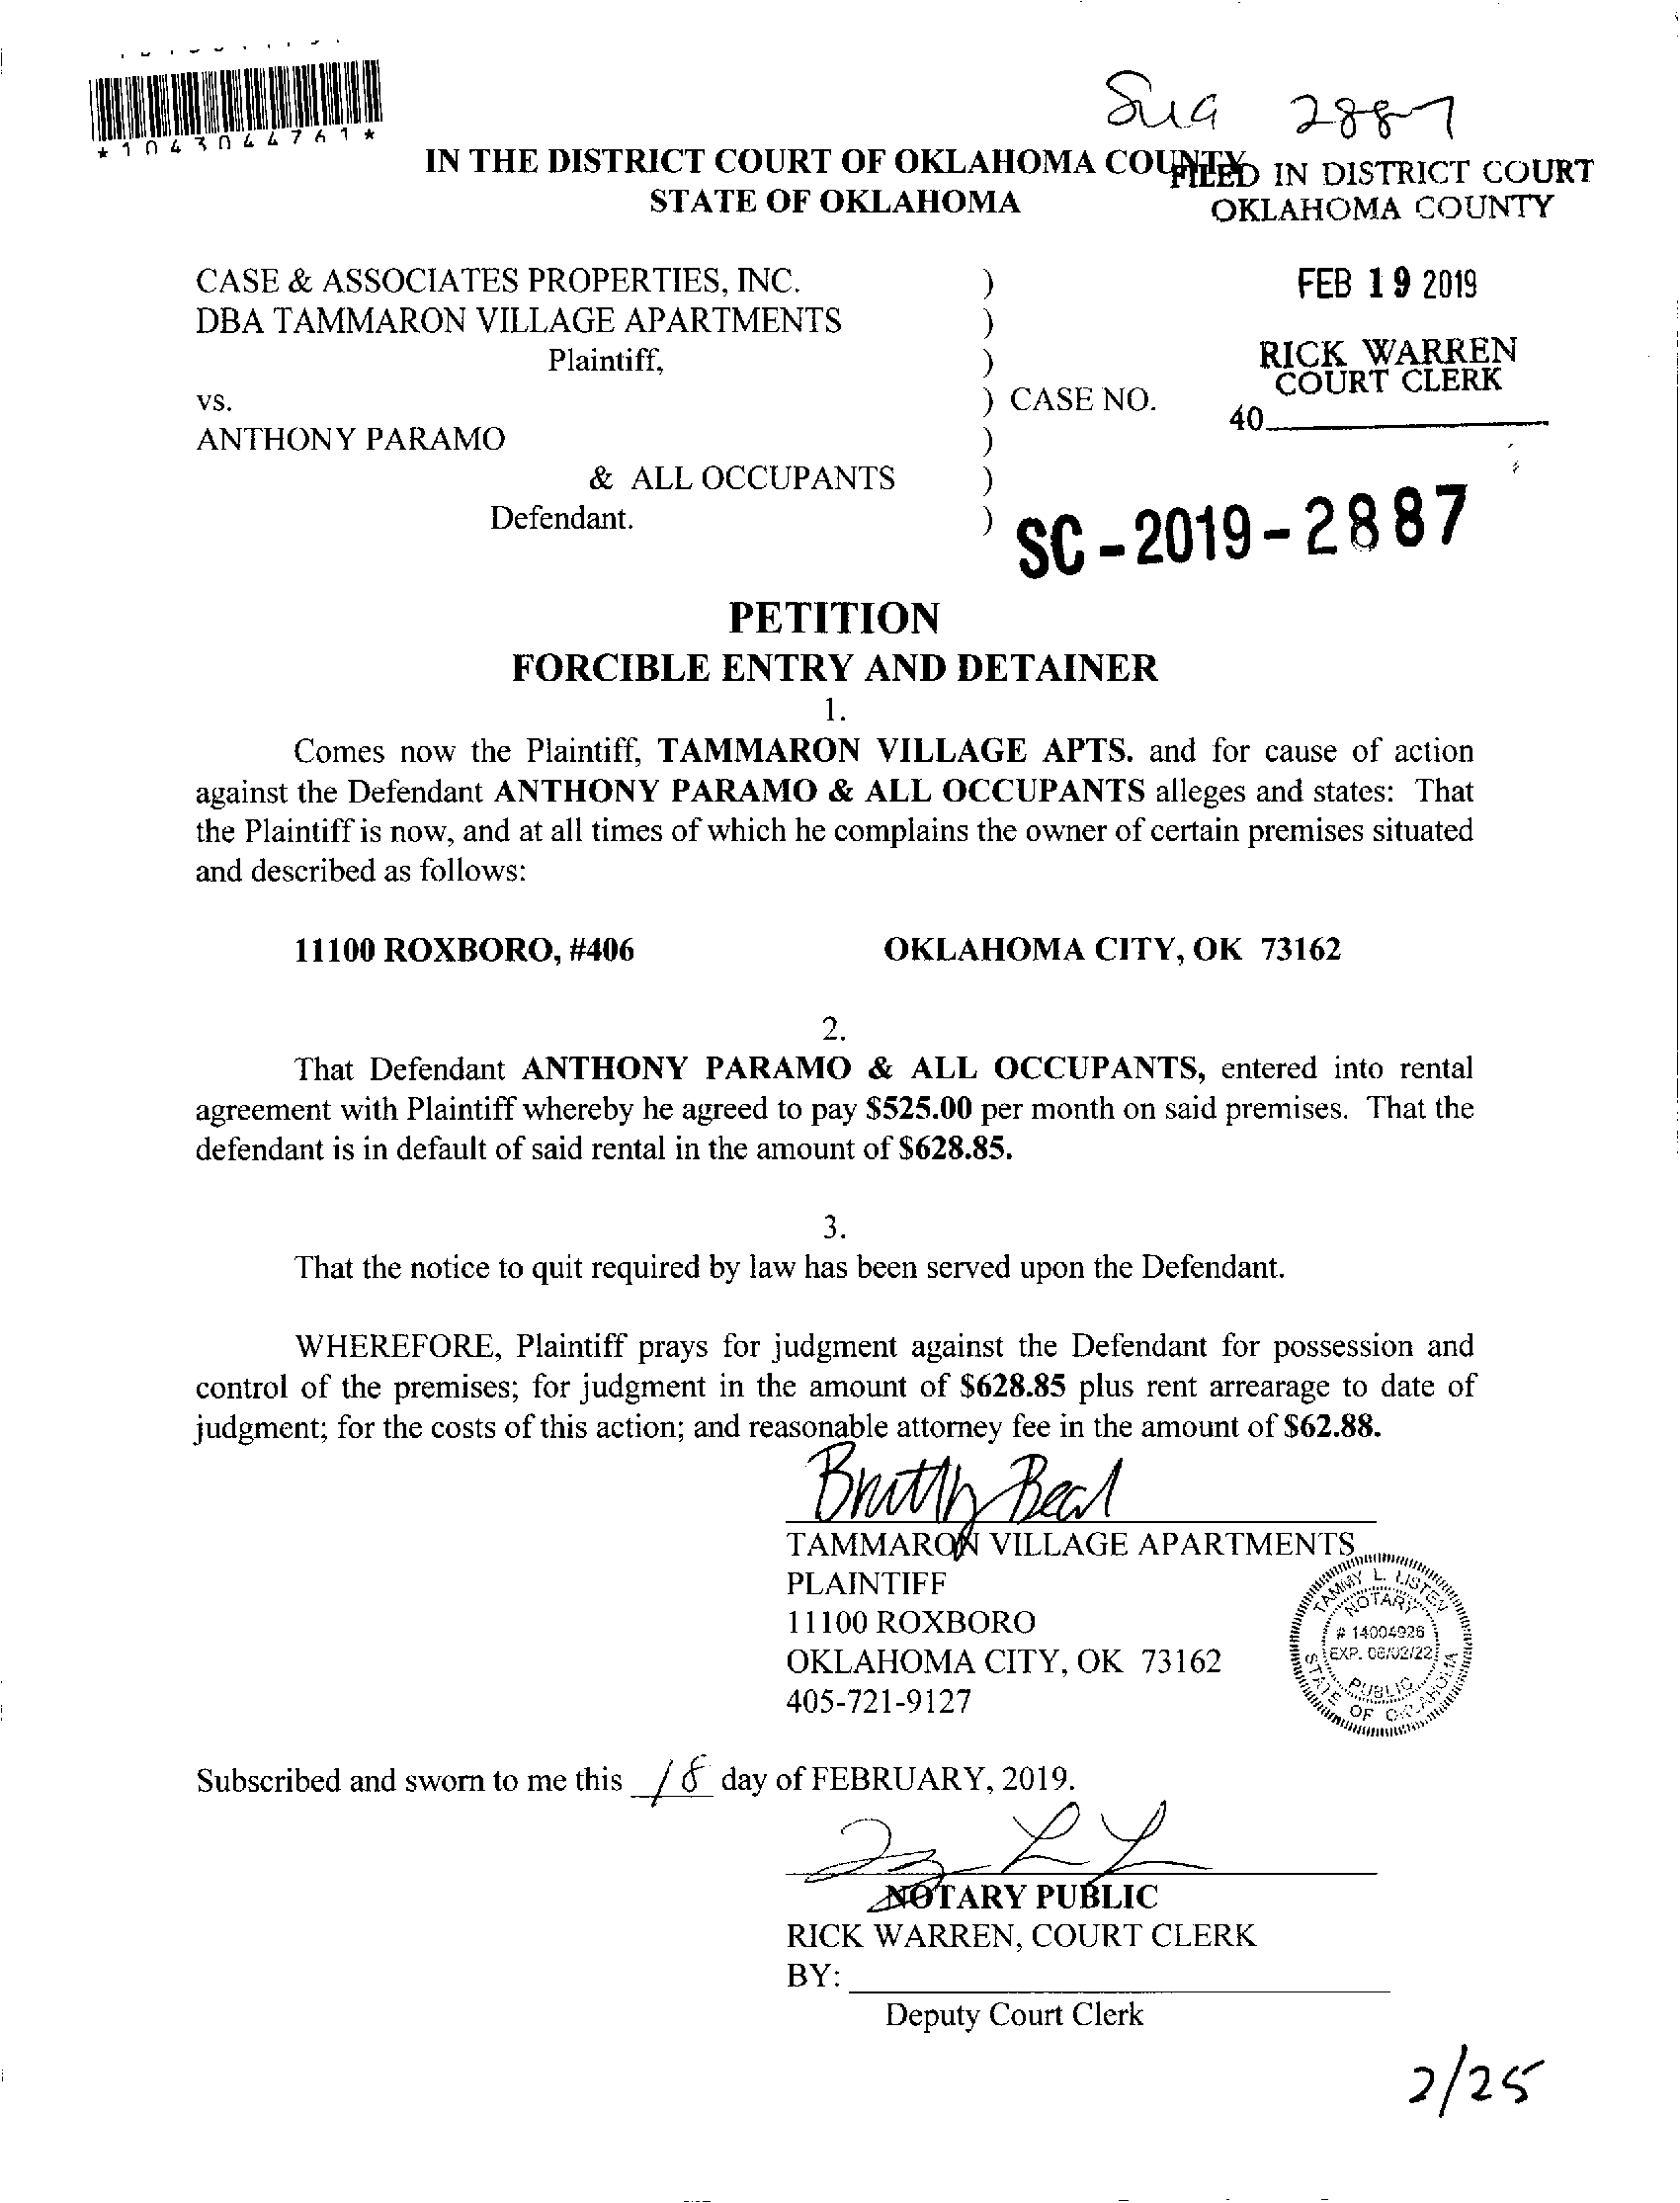 *1043044761*
2887
IN THE DISTRICT COURT OF OKLAHOMA COUNTY
STATE OF OKLAHOMA
FILED IN DISTRICT COURT
OKLAHOMA COUNTY
FEB 19 2019
RICK WARREN
COURT CLERK
40
CASE & ASSOCIATES PROPERTIES, INC. )
DBA TAMMARON VILLAGE APARTMENTS )
Plaintiff, )
vs. ) CASE NO.
ANTHONY PARAMO )
& ALL OCCUPANTS )
Defendant. )
SC-2019-2887
PETITION
FORCIBLE ENTRY AND DETAINER
1.
Comes now the Plaintiff, TAMMARON VILLAGE APTS. and for cause of action
against the Defendant ANTHONY PARAMO & ALL OCCUPANTS alleges and states: That
the Plaintiff is now, and at all times of which he complains the owner of certain premises situated
and described as follows:
11100 ROXBORO, #406 OKLAHOMA CITY, OK 73162
2.
That Defendant ANTHONY PARAMO & ALL OCCUPANTS, entered into rental
agreement with Plaintiff whereby he agreed to pay $525.00 per month on said premises. That the
defendant is in default of said rental in the amount of $628.85.
3.
That the notice to quit required by law has been served upon the Defendant.
WHEREFORE, Plaintiff prays for judgment against the Defendant for possession and
control of the premises; for judgment in the amount of $628.85 plus rent arrearage to date of
judgment; for the costs of this action; and reasonable attorney fee in the amount of $62.88.
TAMMARON VILLAGE APARTMENTS
PLAINTIFF
11100 ROXBORO
OKLAHOMA CITY, OK 73162
405-721-9127
TAMMY L. LISTEN
NOTARY
# 14004926
EXP. 06/02/22
PUBLIC
STATE OF OKLAHOMA
Subscribed and sworn to me this 18 day of FEBRUARY, 2019.
NOTARY PUBLIC
RICK WARREN, COURT CLERK
BY:
Deputy Court Clerk
2/25